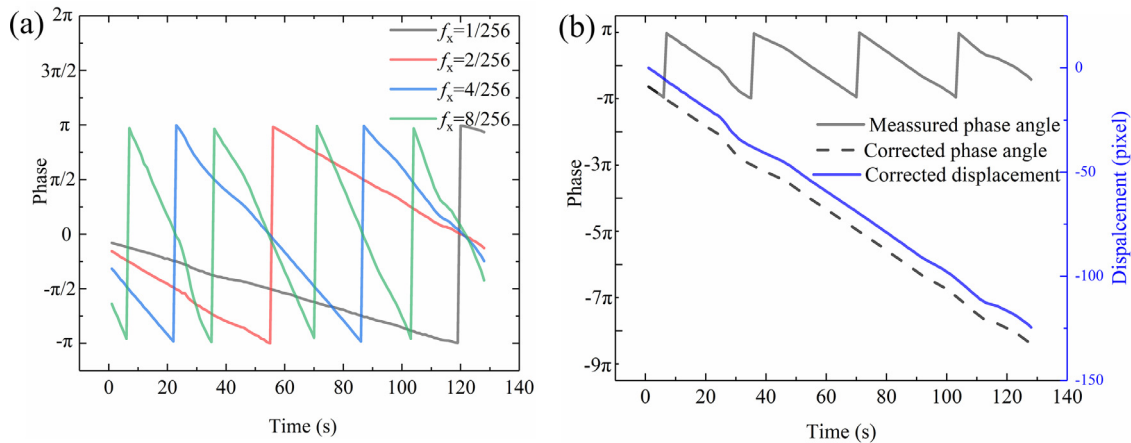 (a)
2π
3π/2
π
π/2
0
-π/2
-π
Phase
fx=1/256
fx=2/256
fx=4/256
fx=8/256
0 20 40 60 80 100 120 140
Time (s)
(b)
π
-π
-3π
-5π
-7π
-9π
Phase
Meassured phase angle
Corrected phase angle
Corrected displacement
0
-50
-100
-150
Dispalcement (pixel)
0 20 40 60 80 100 120 140
Time (s)